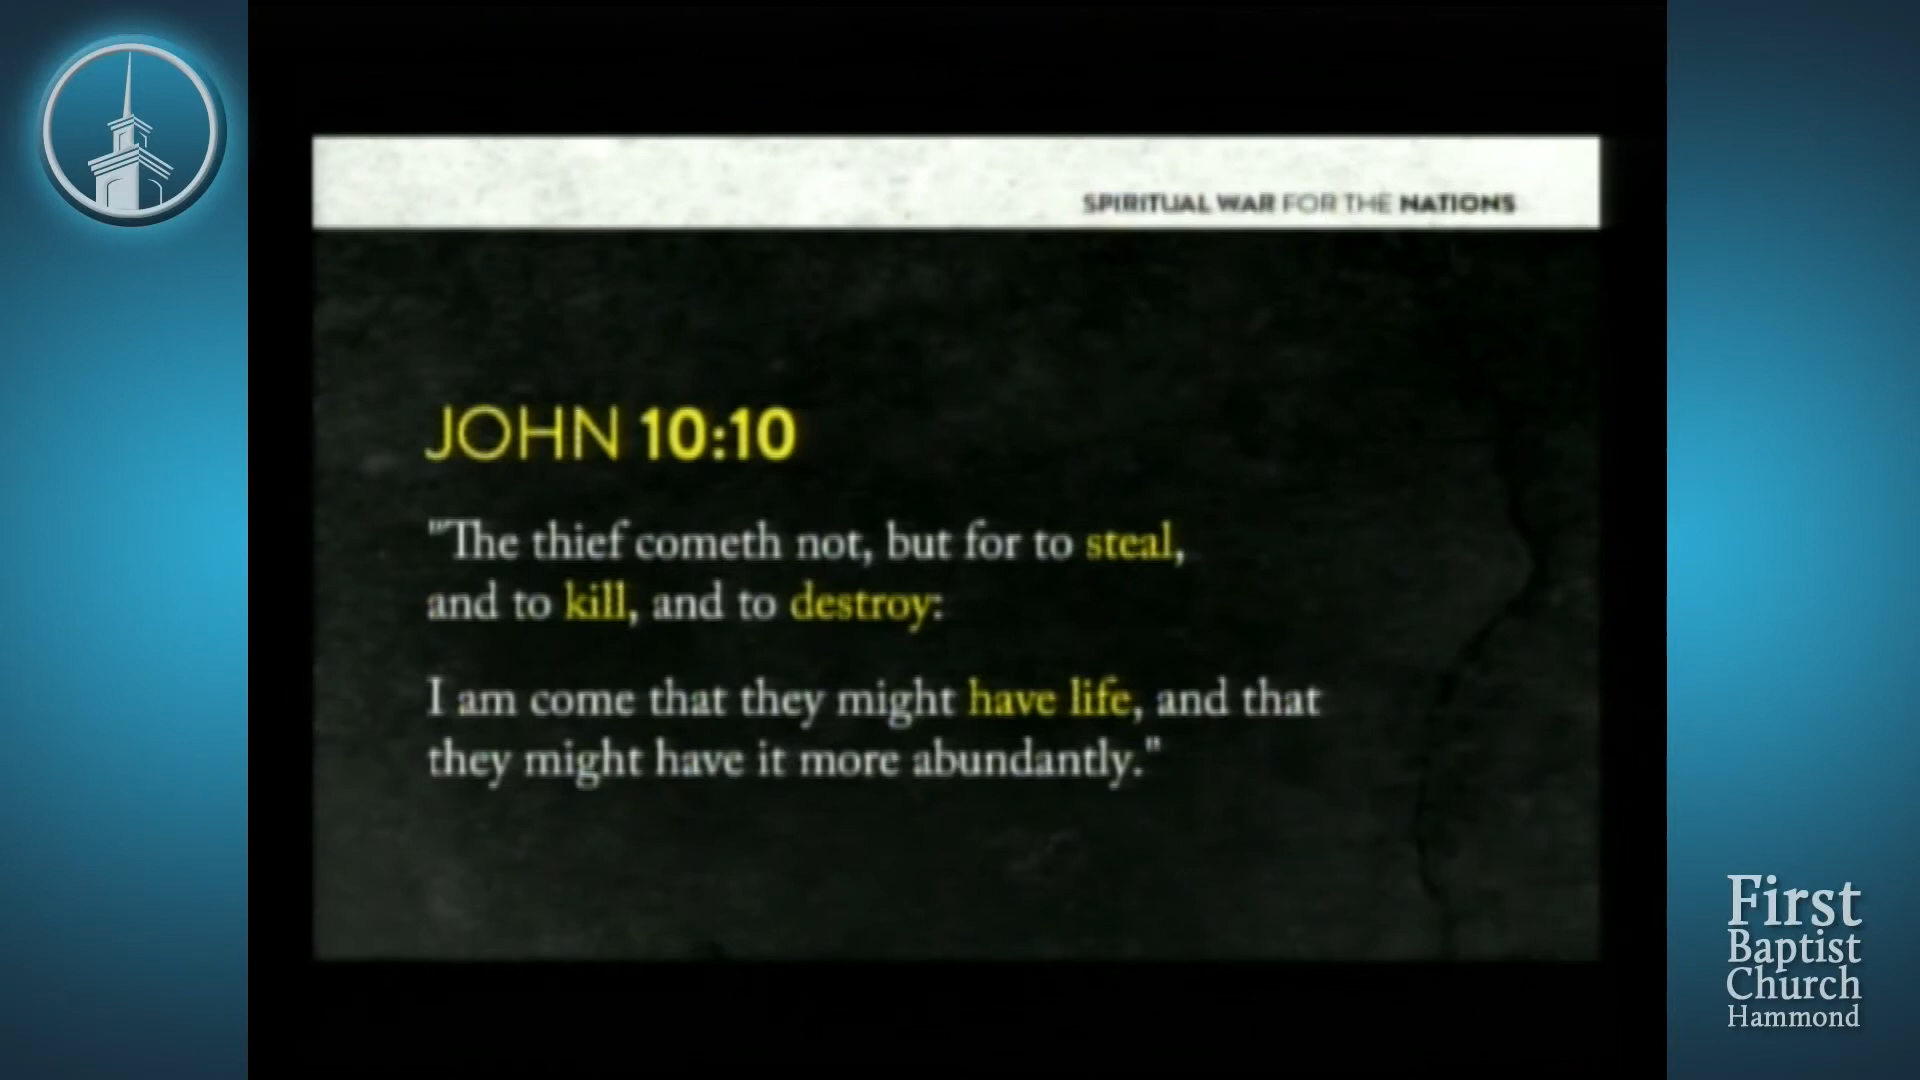 SPIRITUAL WAR FOR THE NATIONS
JOHN 10:10
"The thief cometh not, but for to steal,
and to kill, and to destroy:
I am come that they might have life, and that
they might have it more abundantly."
First
Baptist
Church
Hammond